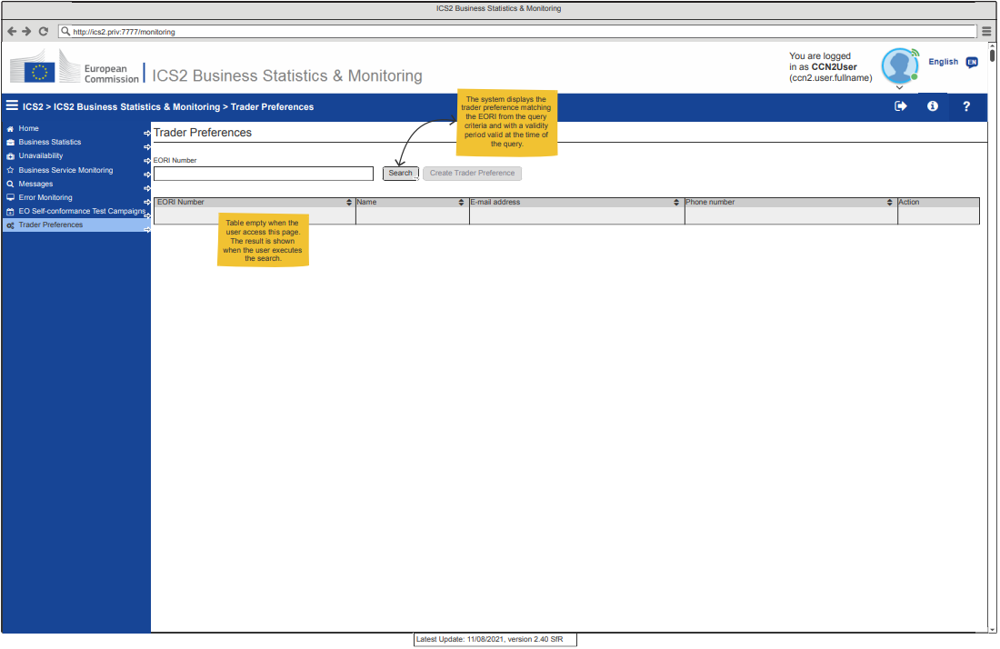 ICS2 Business Statistics & Monitoring
http://ics2.priv:7777/monitoring
European
Commission
ICS2 Business Statistics & Monitoring
You are logged
in as CCN2User
(ccn2.user.fullname)
English
EN
ICS2 > ICS2 Business Statistics & Monitoring > Trader Preferences
?
The system displays the
trader preference matching
the EORI from the query
criteria and with a validity
period valid at the time of
the query.
Home
Business Statistics
Unavailability
Business Service Monitoring
Messages
Error Monitoring
EO Self-conformance Test Campaigns
Trader Preferences
Trader Preferences
EORI Number
Search
Create Trader Preference
EORI Number
Name
E-mail address
Phone number
Action
Table empty when the
user access this page.
The result is shown
when the user executes
the search.
Latest Update: 11/08/2021, version 2.40 SfR